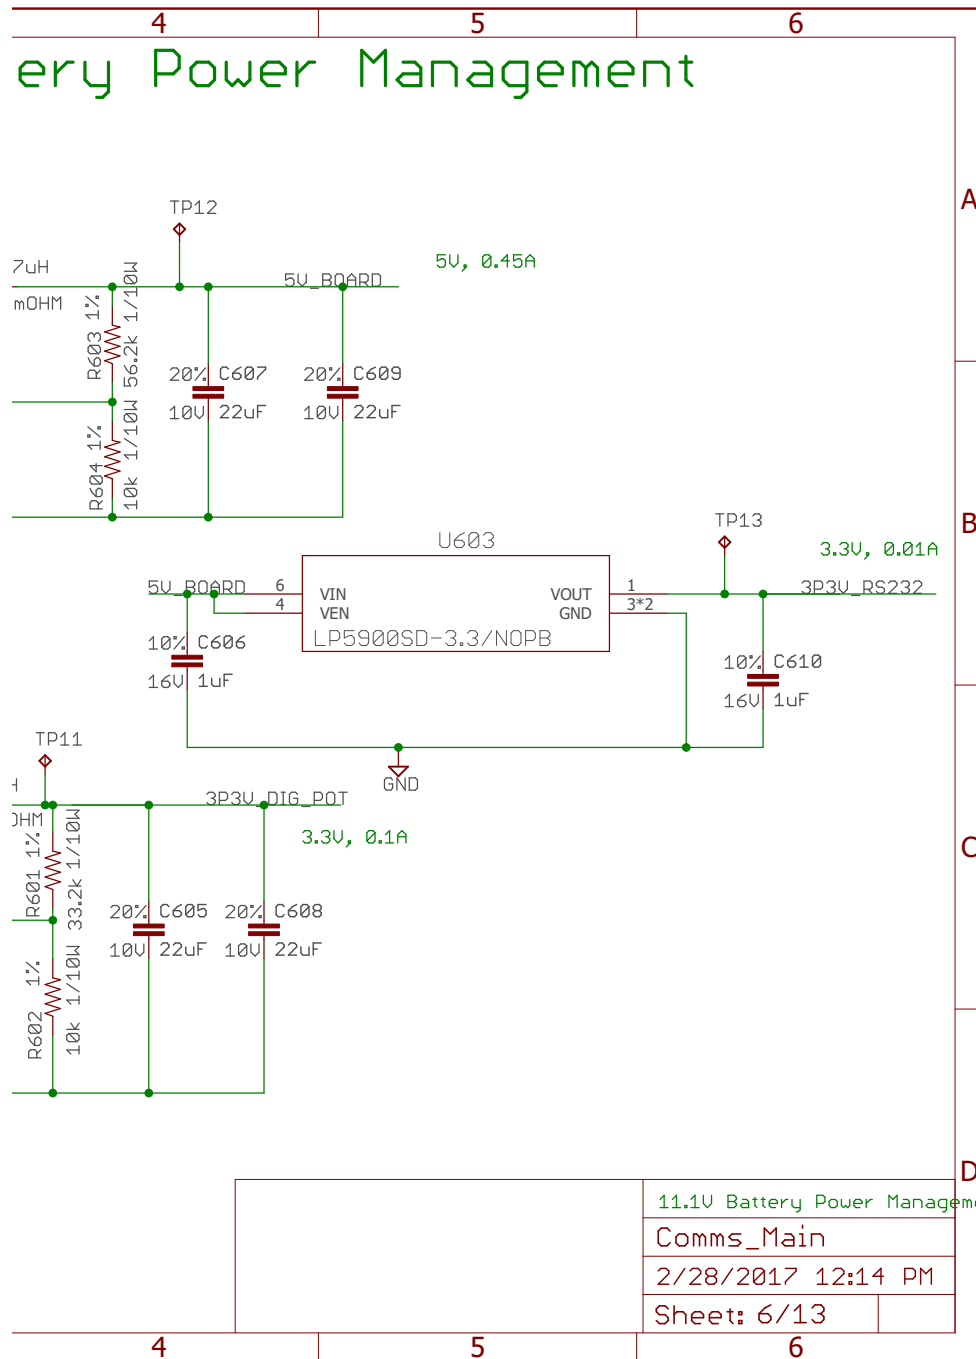 4 5 6
ery Power Management
A
TP12
5V, 0.45A
7uH
5V_BOARD
mOHM
R603 1%
56.2k 1/10W
20% C607
10V 22uF
20% C609
10V 22uF
R604 1%
10k 1/10W
B
TP13
U603
3.3V, 0.01A
5V_BOARD
6 VIN
4 VEN
VOUT 1
GND 3*2
3P3V_RS232
LP5900SD-3.3/NOPB
10% C606
16V 1uF
10% C610
16V 1uF
TP11
GND
H
3P3V_DIG_POT
OHM
3.3V, 0.1A
C
R601 1%
33.2k 1/10W
20% C605
10V 22uF
20% C608
10V 22uF
R602 1%
10k 1/10W
D
11.1V Battery Power Manageme
Comms_Main
2/28/2017 12:14 PM
Sheet: 6/13
4 5 6